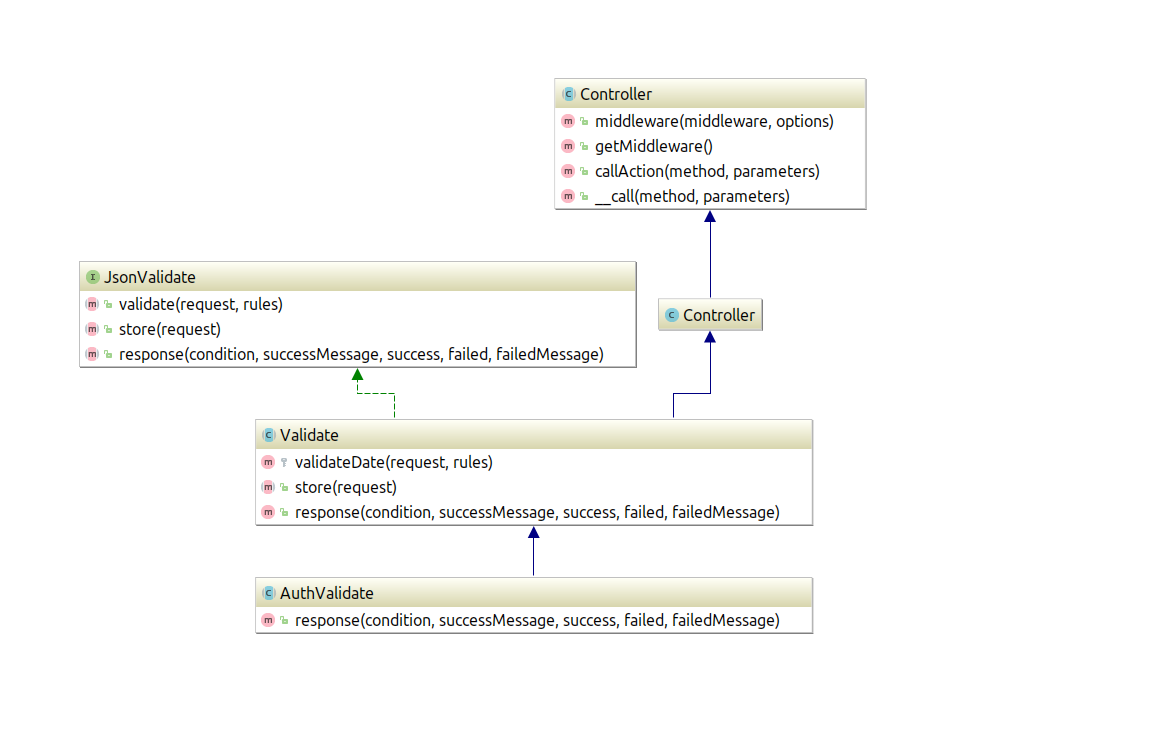 Controller
middleware(middleware, options)
getMiddleware()
callAction(method, parameters)
__call(method, parameters)
JsonValidate
validate(request, rules)
store(request)
response(condition, successMessage, success, failed, failedMessage)
Controller
Validate
validateDate(request, rules)
store(request)
response(condition, successMessage, success, failed, failedMessage)
AuthValidate
response(condition, successMessage, success, failed, failedMessage)